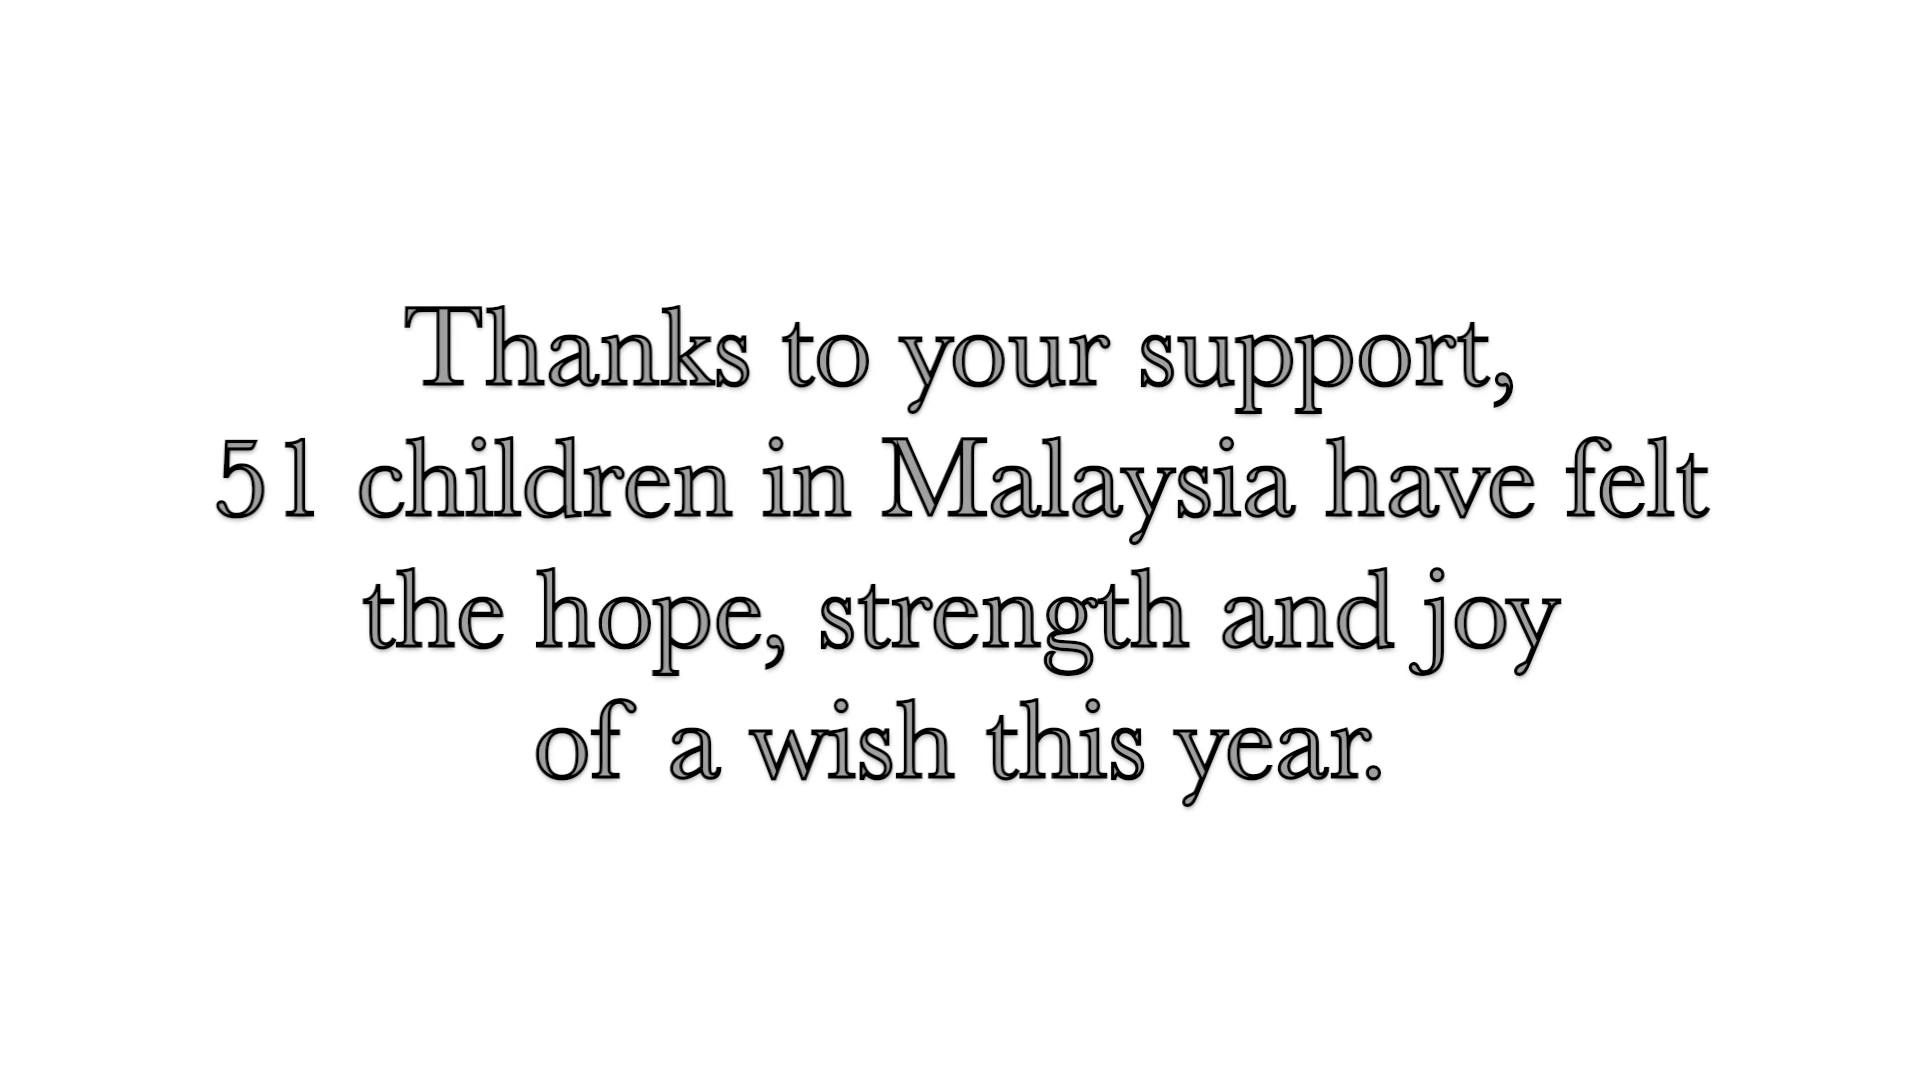 Thanks to your support,
51 children in Malaysia have felt
the hope, strength and joy
of a wish this year.